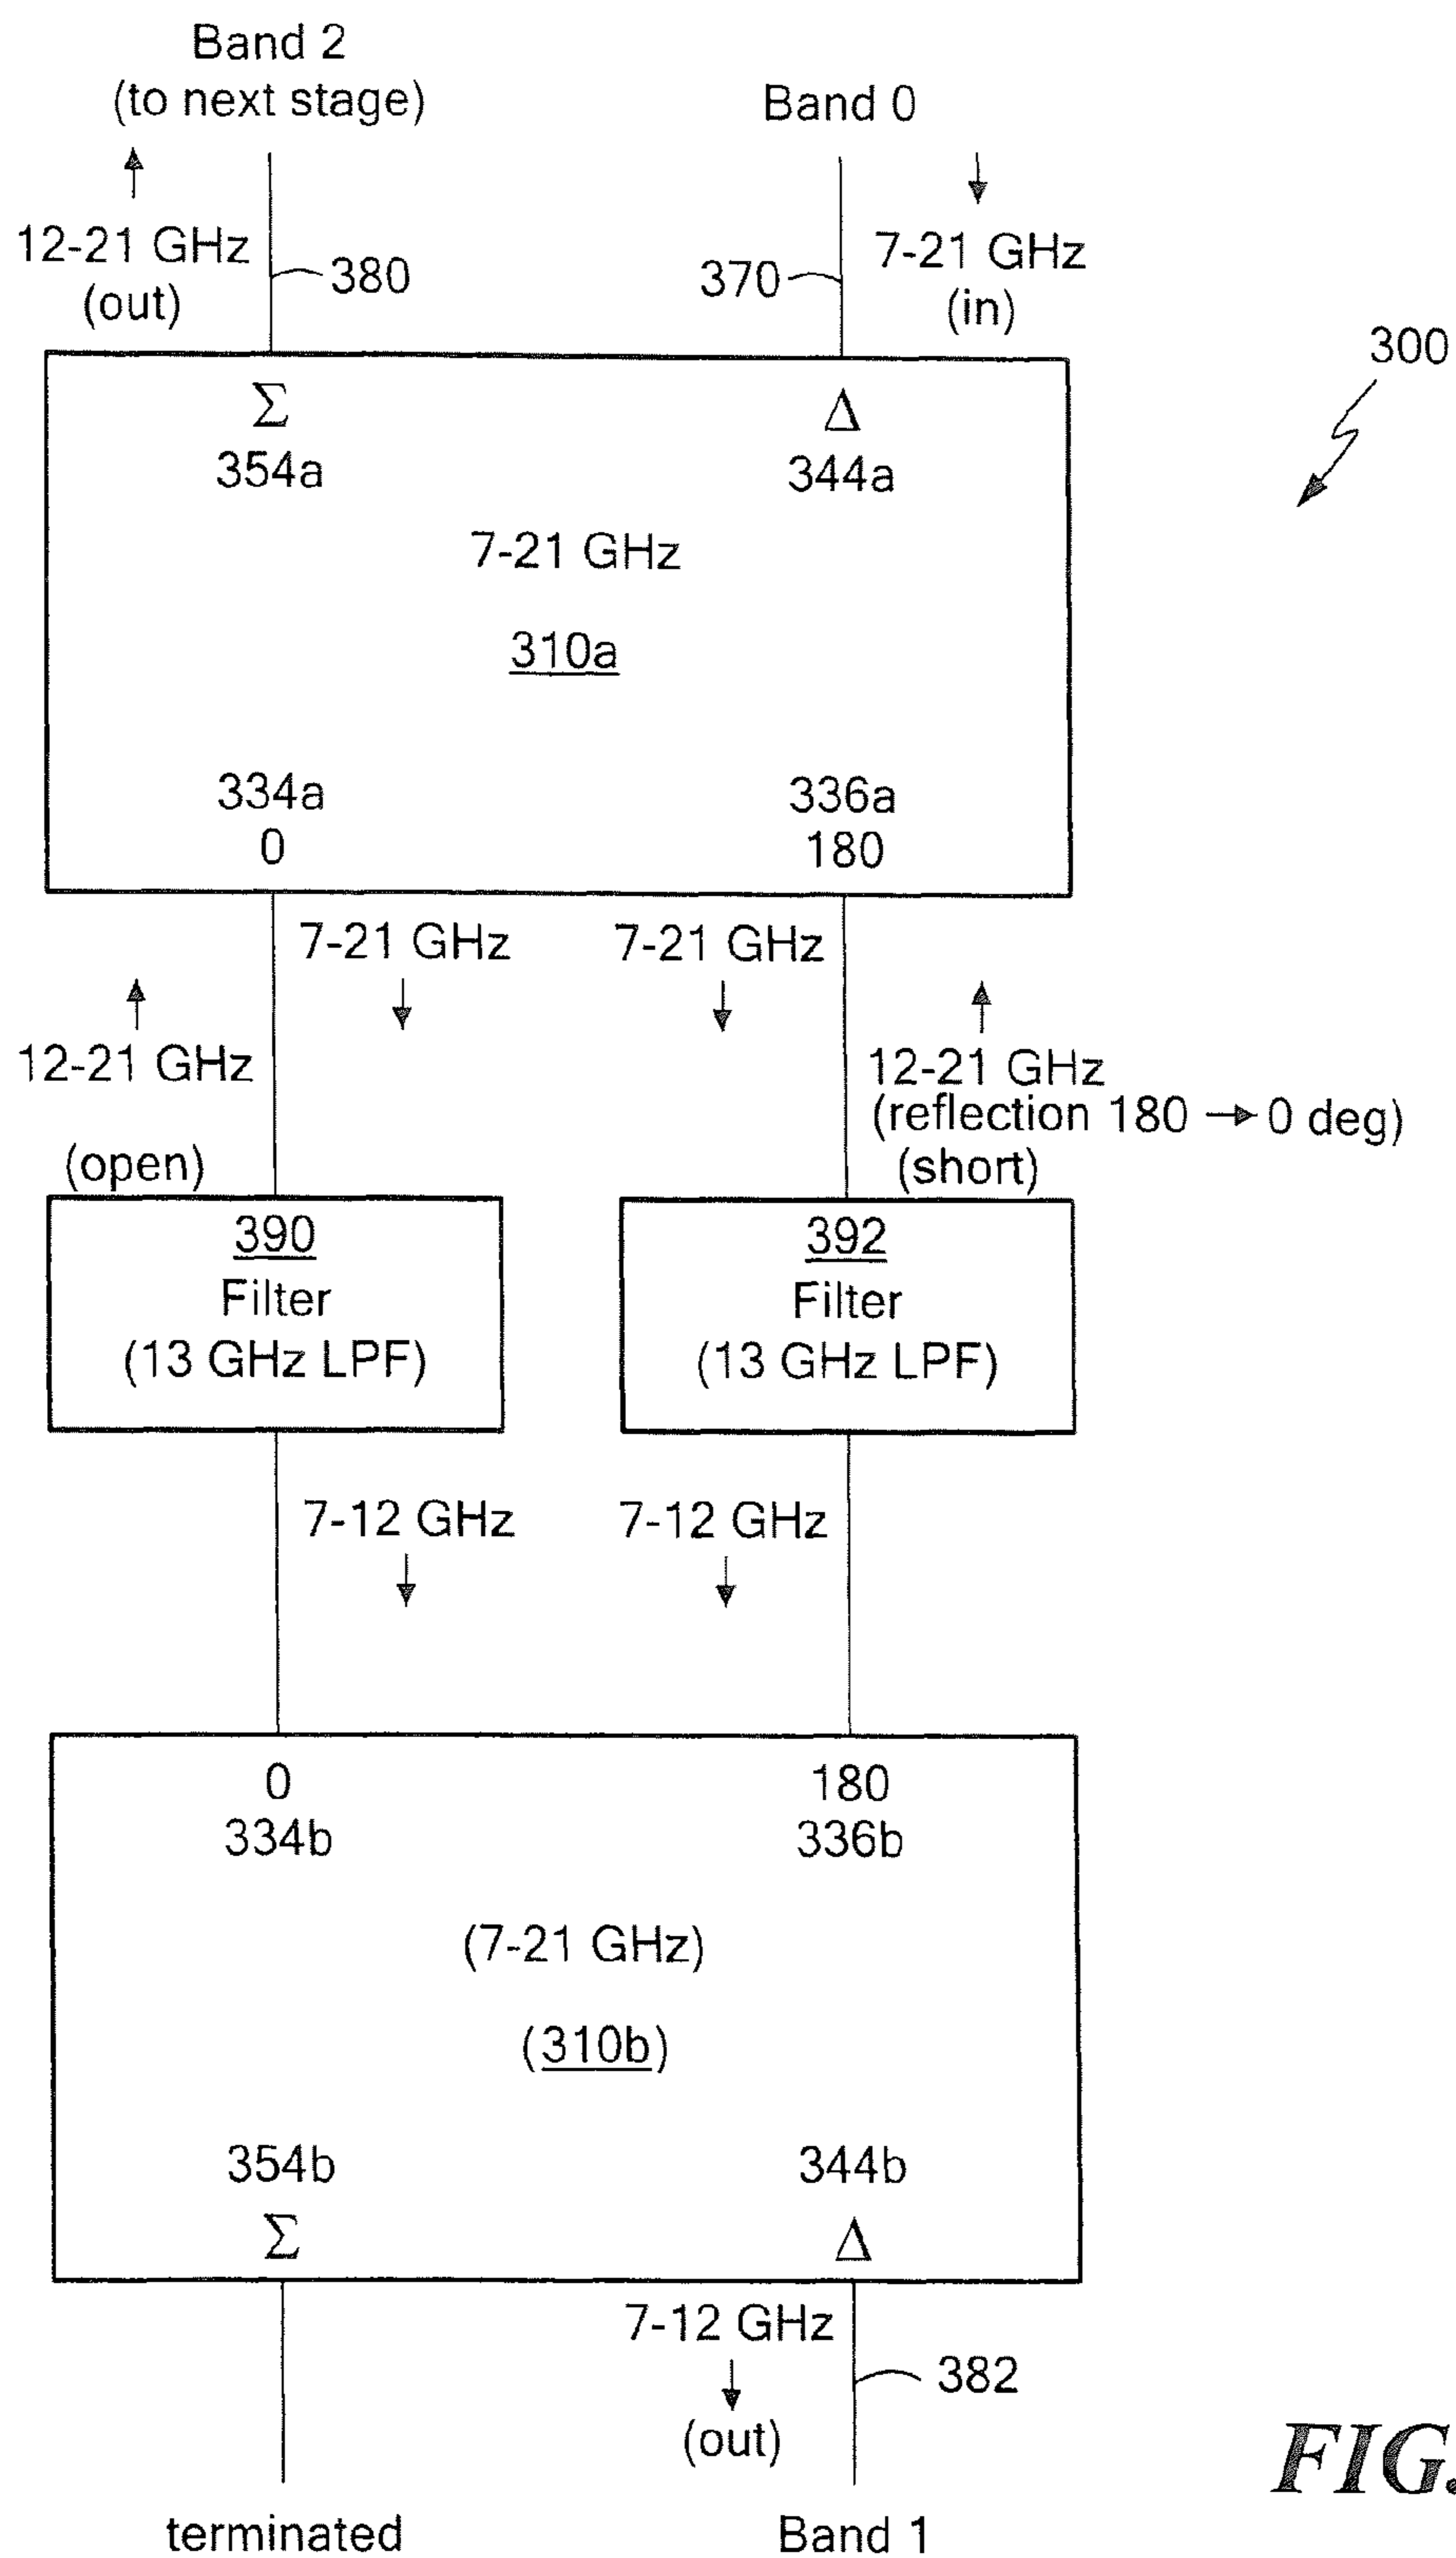 Band 2
(to next stage)
Band 0
12-21 GHz
(out)
380
370
7-21 GHz
(in)
300
Σ
354a
Δ
344a
7-21 GHz
310a
334a
0
336a
180
7-21 GHz
7-21 GHz
12-21 GHz
(open)
12-21 GHz
(reflection 180 → 0 deg)
(short)
390
Filter
(13 GHz LPF)
392
Filter
(13 GHz LPF)
7-12 GHz
7-12 GHz
0
334b
180
336b
(7-21 GHz)
(310b)
354b
Σ
344b
Δ
7-12 GHz
(out)
382
terminated
Band 1
FIG.